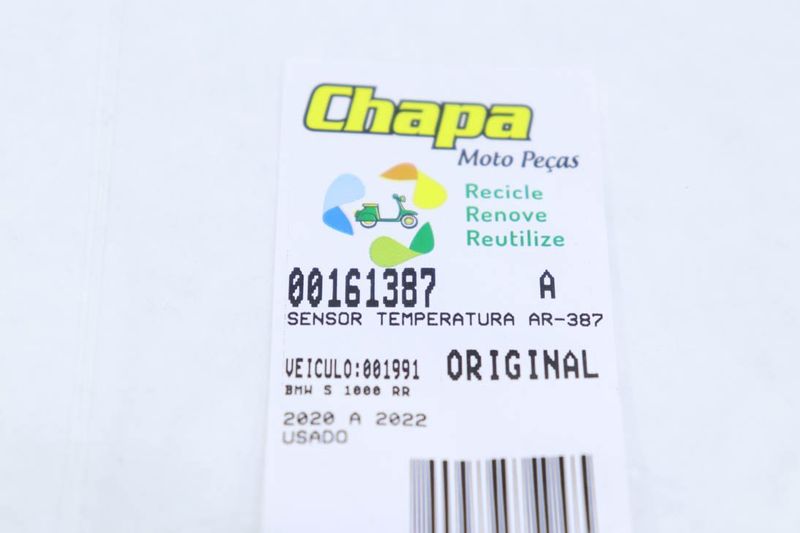 Chapa
Moto Peças
Recicle
Renove
Reutilize
00161387 A
SENSOR TEMPERATURA AR-387
VEICULO:001991 ORIGINAL
BMW S 1000 RR
2020 A 2022
USADO